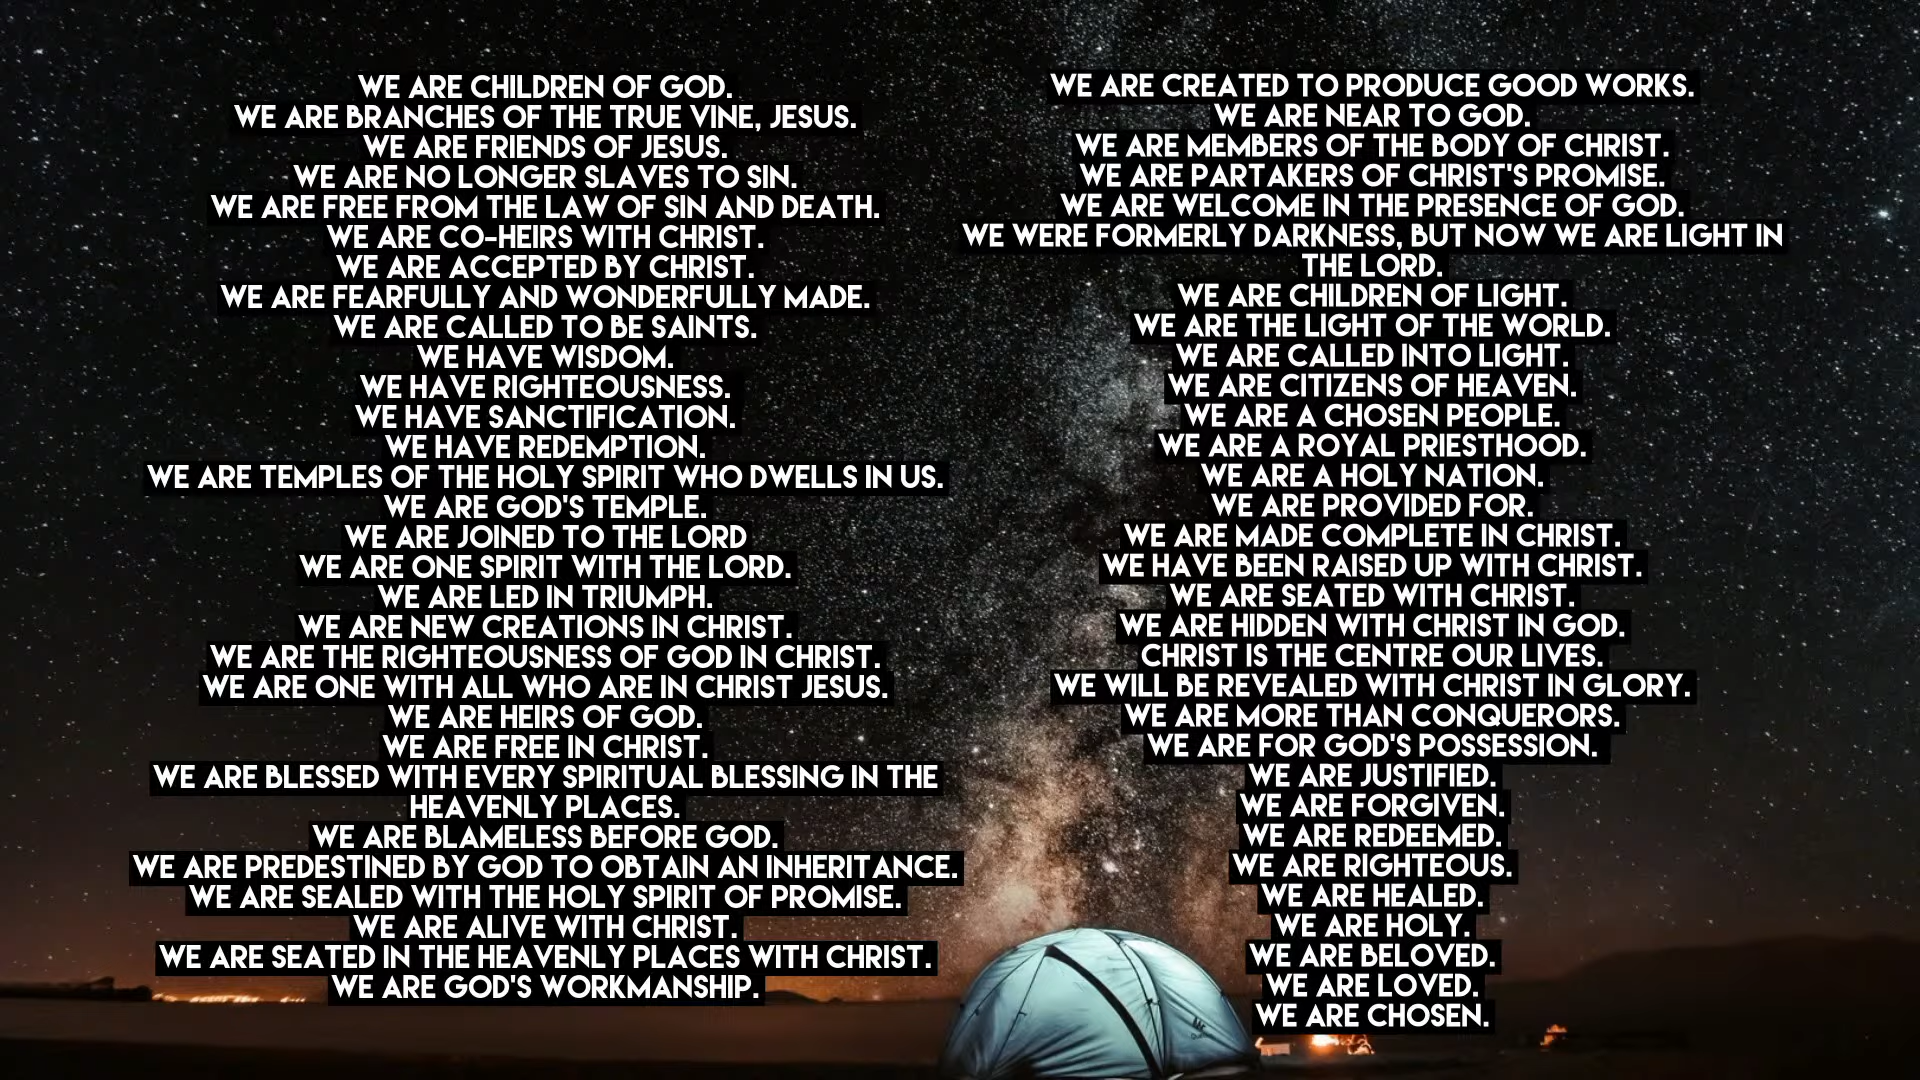 WE ARE CHILDREN OF GOD.
WE ARE BRANCHES OF THE TRUE VINE, JESUS.
WE ARE FRIENDS OF JESUS.
WE ARE NO LONGER SLAVES TO SIN.
WE ARE FREE FROM THE LAW OF SIN AND DEATH.
WE ARE CO-HEIRS WITH CHRIST.
WE ARE ACCEPTED BY CHRIST.
WE ARE FEARFULLY AND WONDERFULLY MADE.
WE ARE CALLED TO BE SAINTS.
WE HAVE WISDOM.
WE HAVE RIGHTEOUSNESS.
WE HAVE SANCTIFICATION.
WE HAVE REDEMPTION.
WE ARE TEMPLES OF THE HOLY SPIRIT WHO DWELLS IN US.
WE ARE GOD'S TEMPLE.
WE ARE JOINED TO THE LORD
WE ARE ONE SPIRIT WITH THE LORD.
WE ARE LED IN TRIUMPH.
WE ARE NEW CREATIONS IN CHRIST.
WE ARE THE RIGHTEOUSNESS OF GOD IN CHRIST.
WE ARE ONE WITH ALL WHO ARE IN CHRIST JESUS.
WE ARE HEIRS OF GOD.
WE ARE FREE IN CHRIST.
WE ARE BLESSED WITH EVERY SPIRITUAL BLESSING IN THE
HEAVENLY PLACES.
WE ARE BLAMELESS BEFORE GOD.
WE ARE PREDESTINED BY GOD TO OBTAIN AN INHERITANCE.
WE ARE SEALED WITH THE HOLY SPIRIT OF PROMISE.
WE ARE ALIVE WITH CHRIST.
WE ARE SEATED IN THE HEAVENLY PLACES WITH CHRIST.
WE ARE GOD'S WORKMANSHIP.
WE ARE CREATED TO PRODUCE GOOD WORKS.
WE ARE NEAR TO GOD.
WE ARE MEMBERS OF THE BODY OF CHRIST.
WE ARE PARTAKERS OF CHRIST'S PROMISE.
WE ARE WELCOME IN THE PRESENCE OF GOD.
WE WERE FORMERLY DARKNESS, BUT NOW WE ARE LIGHT IN
THE LORD.
WE ARE CHILDREN OF LIGHT.
WE ARE THE LIGHT OF THE WORLD.
WE ARE CALLED INTO LIGHT.
WE ARE CITIZENS OF HEAVEN.
WE ARE A CHOSEN PEOPLE.
WE ARE A ROYAL PRIESTHOOD.
WE ARE A HOLY NATION.
WE ARE PROVIDED FOR.
WE ARE MADE COMPLETE IN CHRIST.
WE HAVE BEEN RAISED UP WITH CHRIST.
WE ARE SEATED WITH CHRIST.
WE ARE HIDDEN WITH CHRIST IN GOD.
CHRIST IS THE CENTRE OUR LIVES.
WE WILL BE REVEALED WITH CHRIST IN GLORY.
WE ARE MORE THAN CONQUERORS.
WE ARE FOR GOD'S POSSESSION.
WE ARE JUSTIFIED.
WE ARE FORGIVEN.
WE ARE REDEEMED.
WE ARE RIGHTEOUS.
WE ARE HEALED.
WE ARE HOLY.
WE ARE BELOVED.
WE ARE LOVED.
WE ARE CHOSEN.